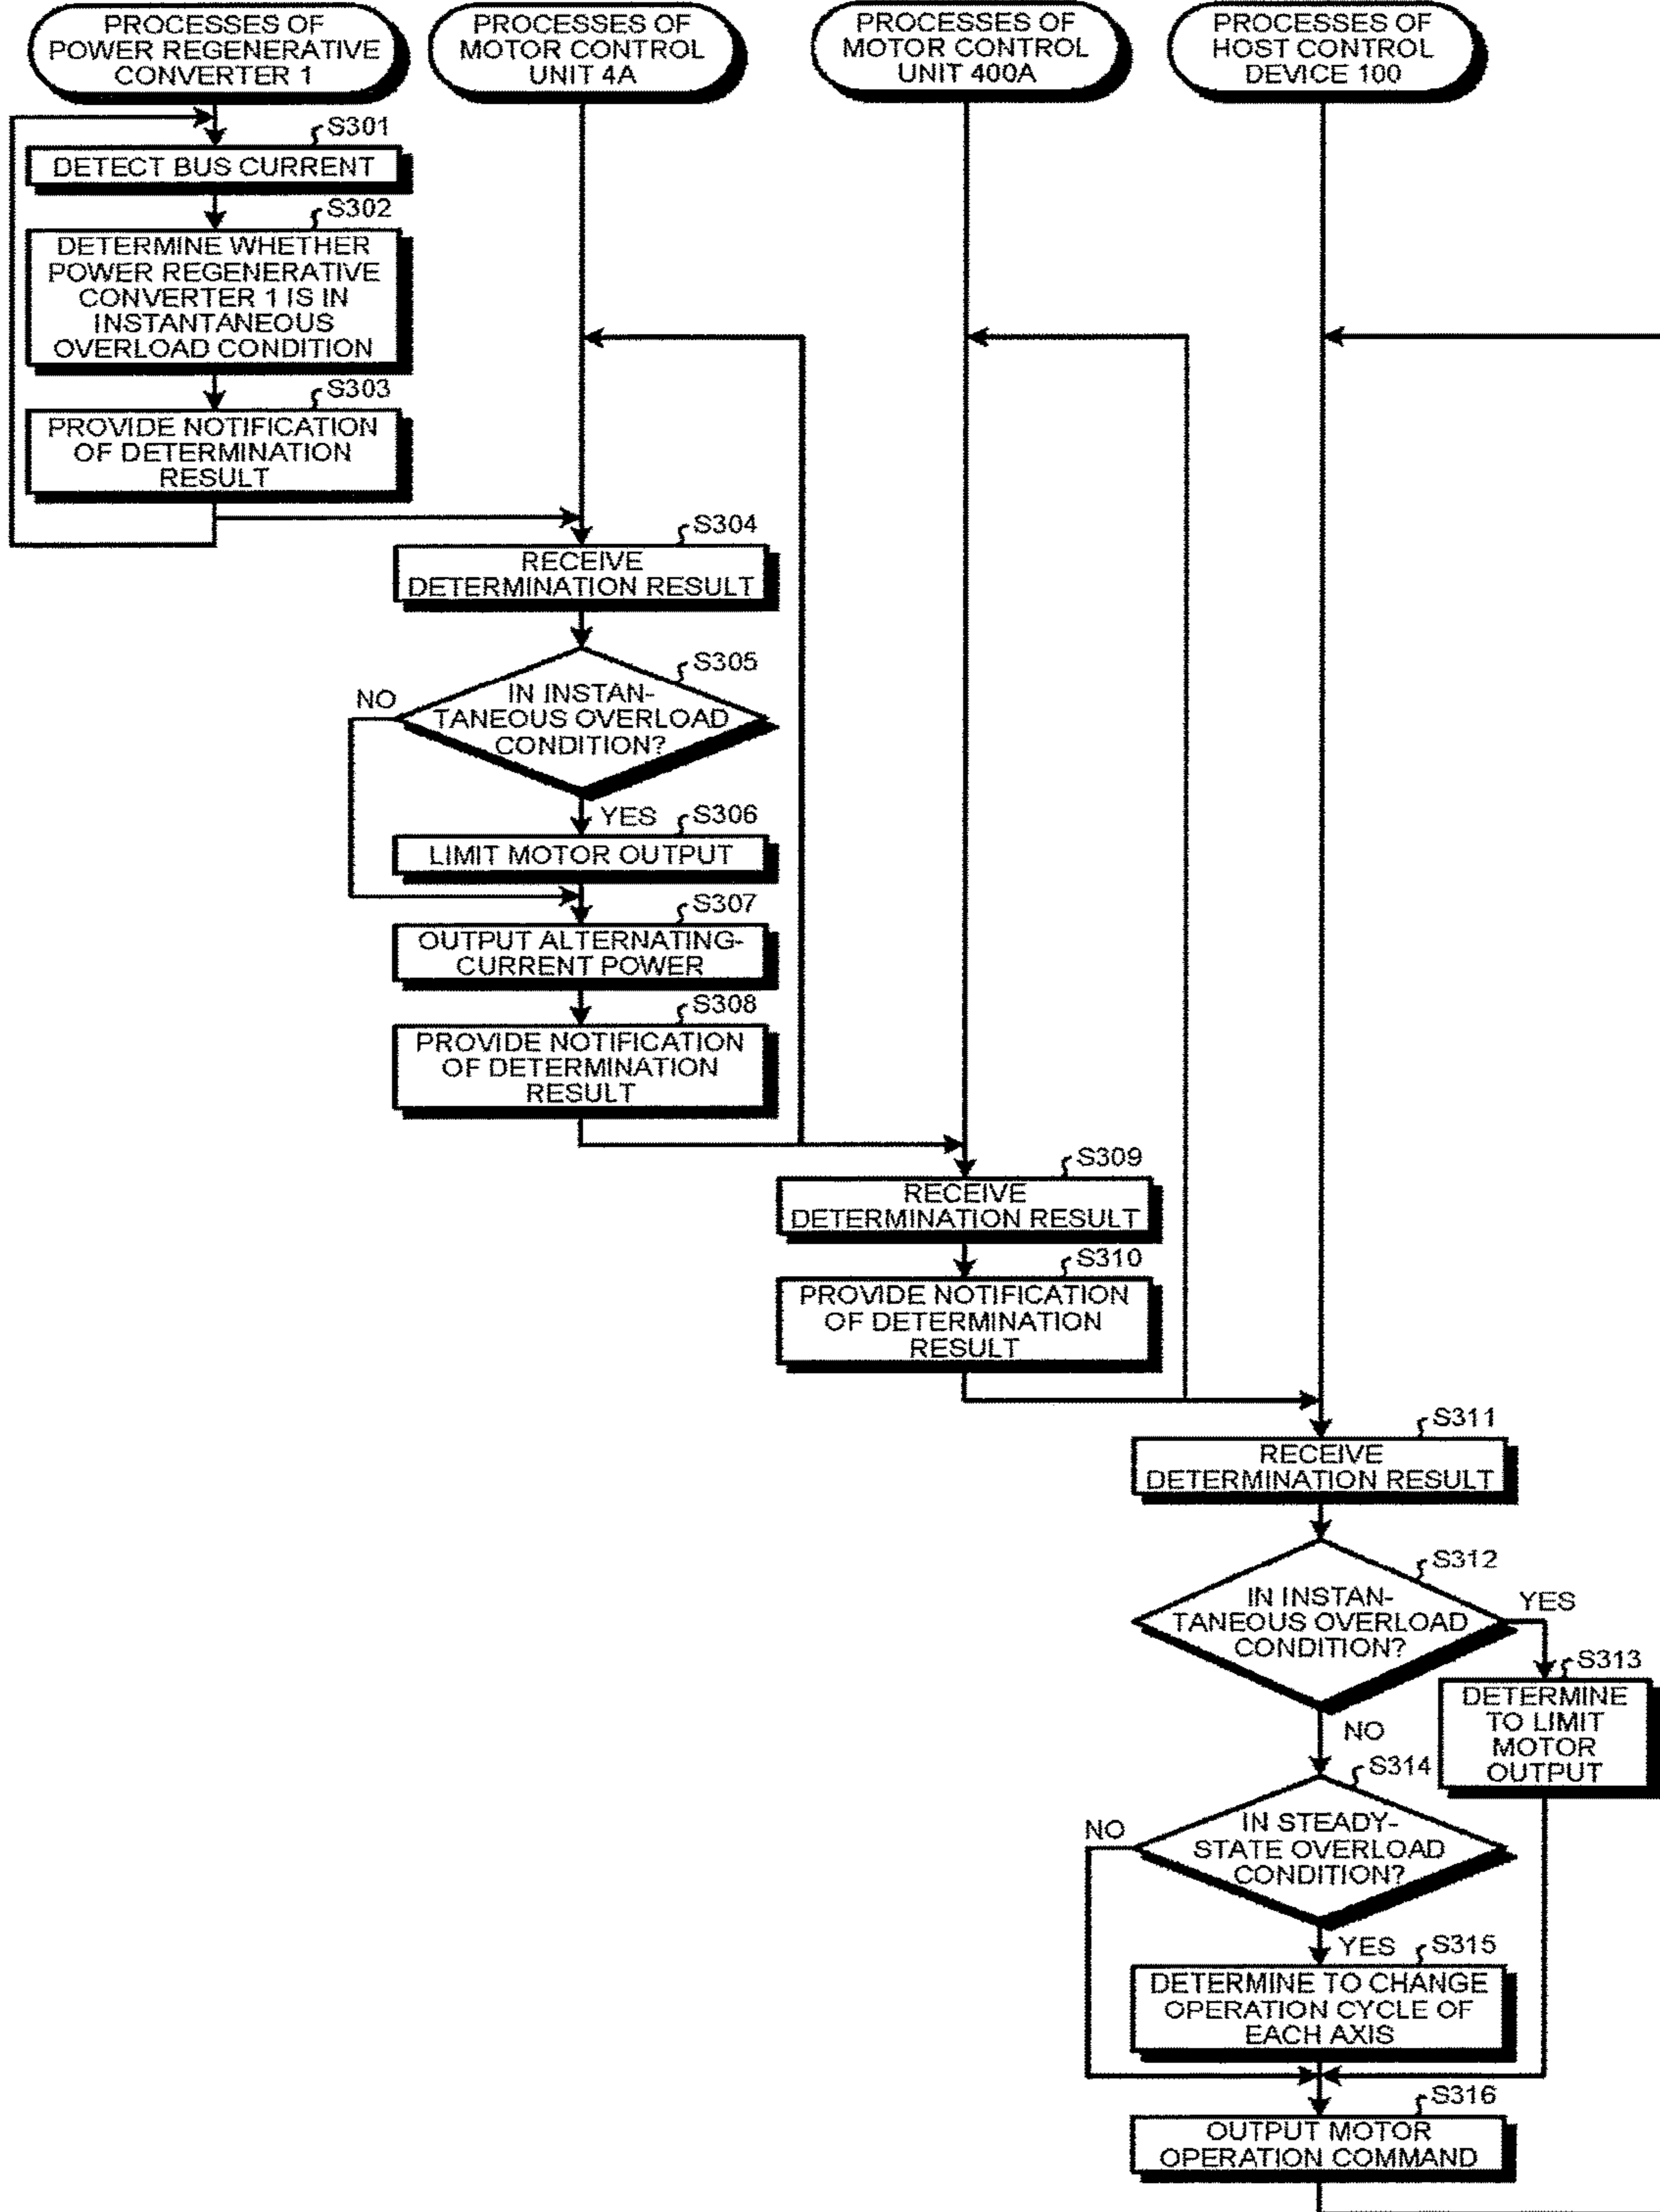 PROCESSES OF
POWER REGENERATIVE
CONVERTER 1
PROCESSES OF
MOTOR CONTROL
UNIT 4A
PROCESSES OF
MOTOR CONTROL
UNIT 400A
PROCESSES OF
HOST CONTROL
DEVICE 100
S301
DETECT BUS CURRENT
S302
DETERMINE WHETHER
POWER REGENERATIVE
CONVERTER 1 IS IN
INSTANTANEOUS
OVERLOAD CONDITION
S303
PROVIDE NOTIFICATION
OF DETERMINATION
RESULT
S304
RECEIVE
DETERMINATION RESULT
S305
NO
IN INSTAN-
TANEOUS OVERLOAD
CONDITION?
YES
S306
LIMIT MOTOR OUTPUT
S307
OUTPUT ALTERNATING-
CURRENT POWER
S308
PROVIDE NOTIFICATION
OF DETERMINATION
RESULT
S309
RECEIVE
DETERMINATION RESULT
S310
PROVIDE NOTIFICATION
OF DETERMINATION
RESULT
S311
RECEIVE
DETERMINATION RESULT
S312
IN INSTAN-
TANEOUS OVERLOAD
CONDITION?
YES
S313
DETERMINE
TO LIMIT
MOTOR
OUTPUT
NO
S314
NO
IN STEADY-
STATE OVERLOAD
CONDITION?
YES
S315
DETERMINE TO CHANGE
OPERATION CYCLE OF
EACH AXIS
S316
OUTPUT MOTOR
OPERATION COMMAND